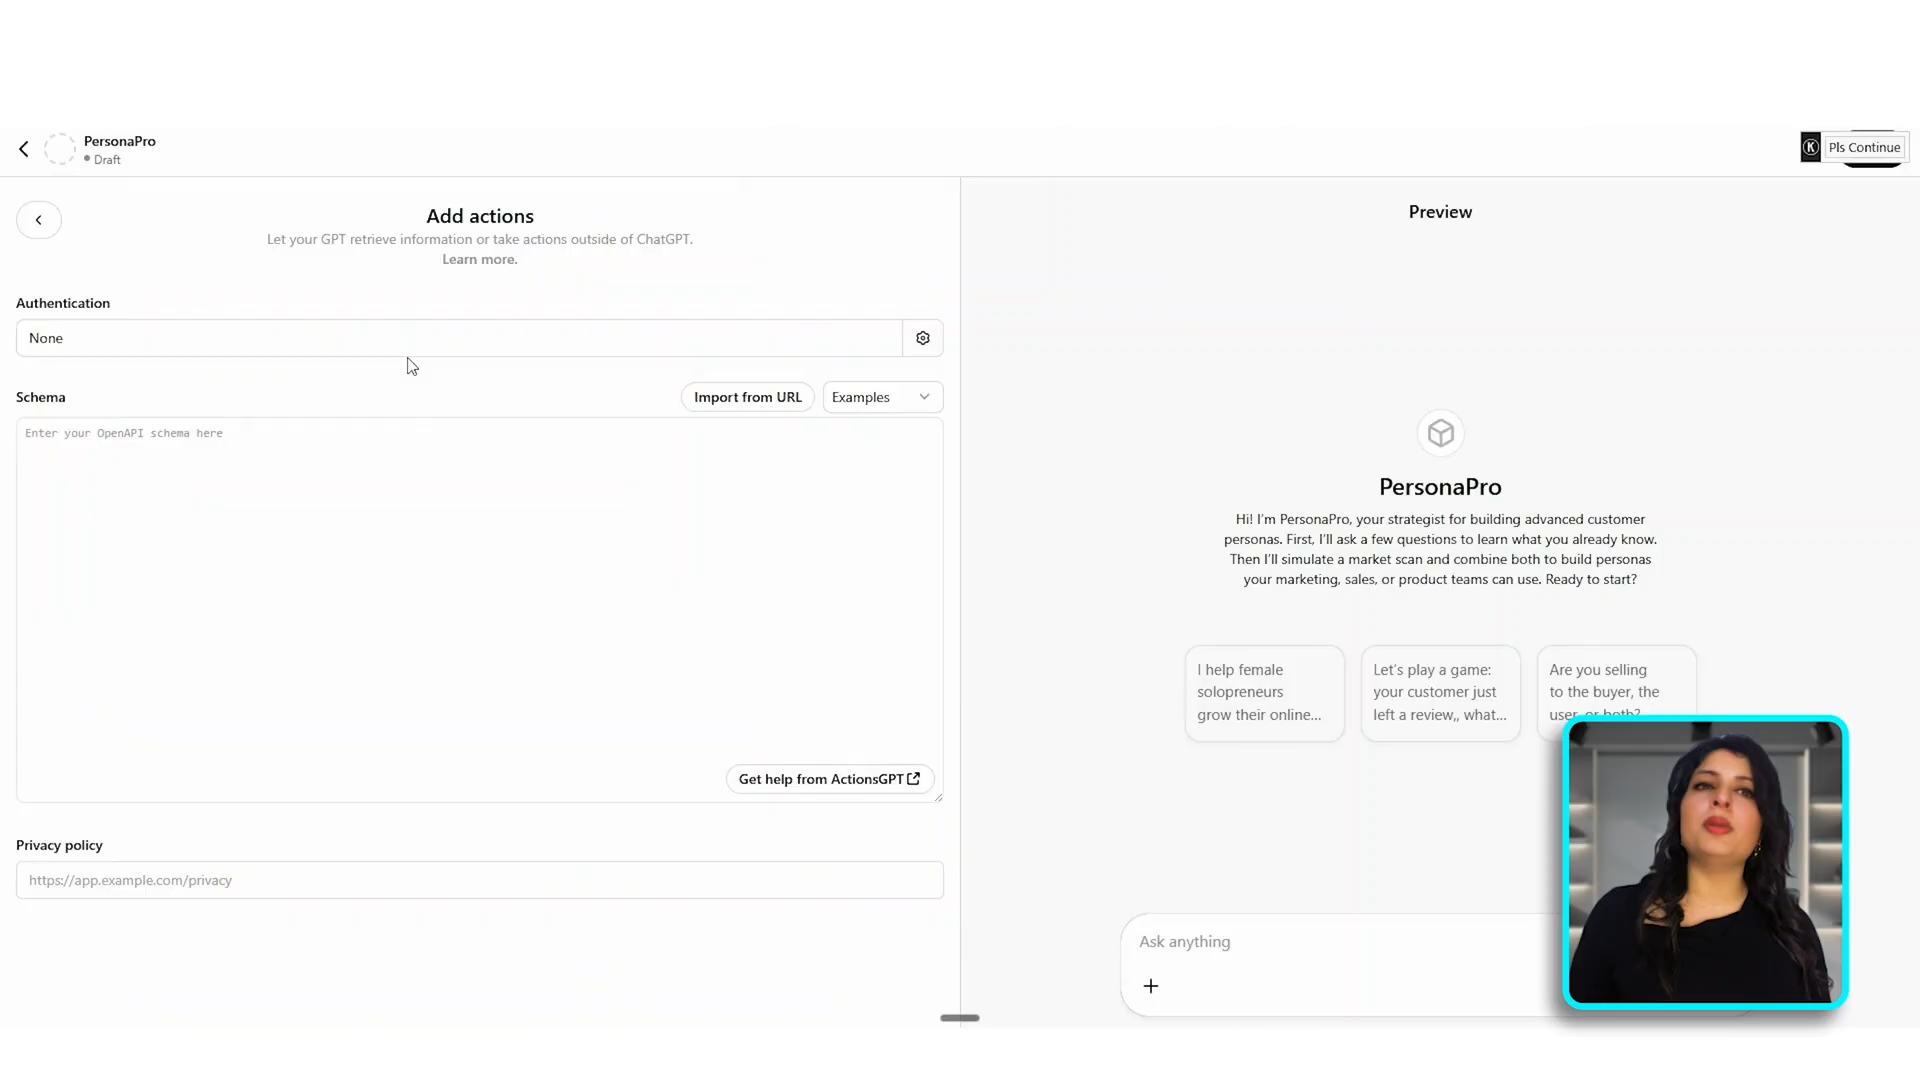 PersonaPro
Draft
Pls Continue
Add actions
Let your GPT retrieve information or take actions outside of ChatGPT.
Learn more.
Authentication
None
Schema
Import from URL
Examples
Enter your OpenAPI schema here
Get help from ActionsGPT
Privacy policy
https://app.example.com/privacy
Preview
PersonaPro
Hi! I'm PersonaPro, your strategist for building advanced customer
personas. First, I'll ask a few questions to learn what you already know.
Then I'll simulate a market scan and combine both to build personas
your marketing, sales, or product teams can use. Ready to start?
I help female
solopreneurs
grow their online...
Let's play a game:
your customer just
left a review,, what...
Are you selling
to the buyer, the
user, or both?
Ask anything